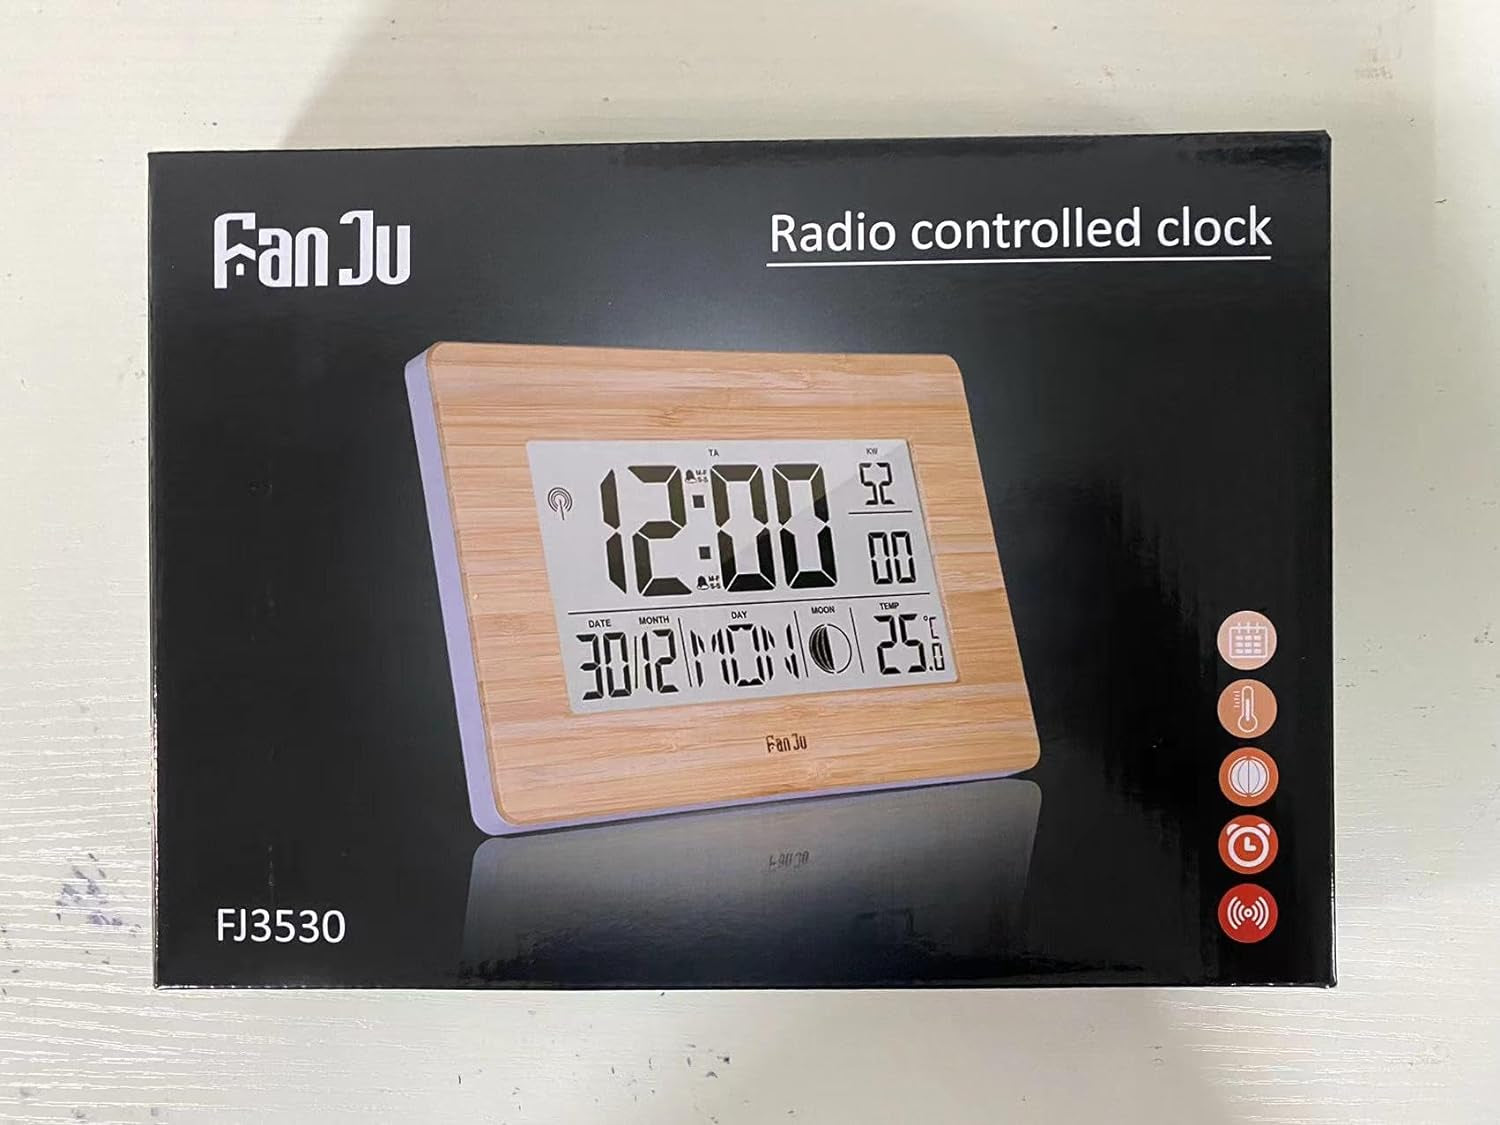 FanJu
Radio controlled clock
TA
KW
12:00
M-F
S-S
52
M-F
S-S
00
DATE
MONTH
DAY
MOON
TEMP
30/12
MON
25.0
°C
FanJu
FJ3530